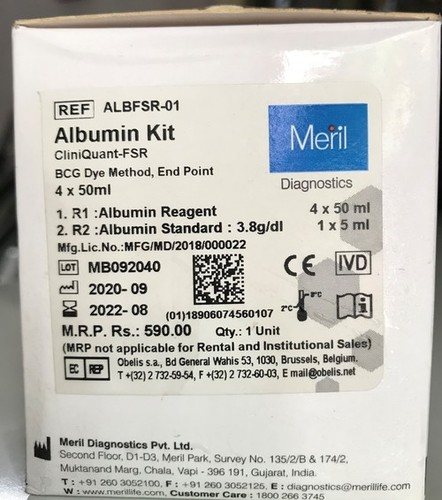 REF ALBFSR-01
Albumin Kit
CliniQuant-FSR
BCG Dye Method, End Point
4 x 50ml
Meril
Diagnostics
1. R1 :Albumin Reagent 4 x 50 ml
2. R2 :Albumin Standard : 3.8g/dl 1 x 5 ml
Mfg.Lic.No.:MFG/MD/2018/000022
LOT MB092040
2020- 09
2022- 08
(01)18906074560107
CE IVD
2°C 8°C
M.R.P. Rs.: 590.00 Qty.: 1 Unit
(MRP not applicable for Rental and Institutional Sales)
EC REP Obelis s.a., Bd General Wahis 53, 1030, Brussels, Belgium.
T +(32) 2 732-59-54, F +(32) 2 732-60-03, E mail@obelis.net
Meril Diagnostics Pvt. Ltd.
Second Floor, D1-D3, Meril Park, Survey No. 135/2/B & 174/2,
Muktanand Marg, Chala, Vapi - 396 191, Gujarat, India.
T : +91 260 3052100, F : +91 260 3052125, E : diagnostics@merillife.com
W : www.merillife.com, Customer Care : 1800 266 3745